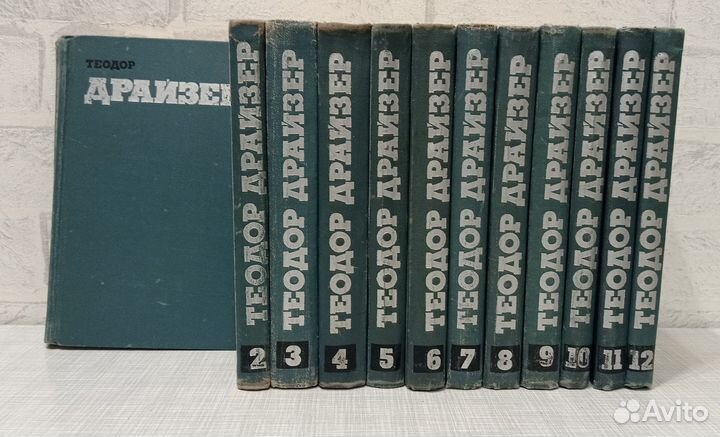 ТЕОДОР
ДРАЙЗЕР
ТЕОДОР ДРАЙЗЕР
2
ТЕОДОР ДРАЙЗЕР
3
ТЕОДОР ДРАЙЗЕР
4
ТЕОДОР ДРАЙЗЕР
5
ТЕОДОР ДРАЙЗЕР
6
ТЕОДОР ДРАЙЗЕР
7
ТЕОДОР ДРАЙЗЕР
8
ТЕОДОР ДРАЙЗЕР
9
ТЕОДОР ДРАЙЗЕР
10
ТЕОДОР ДРАЙЗЕР
11
ТЕОДОР ДРАЙЗЕР
12
Avito